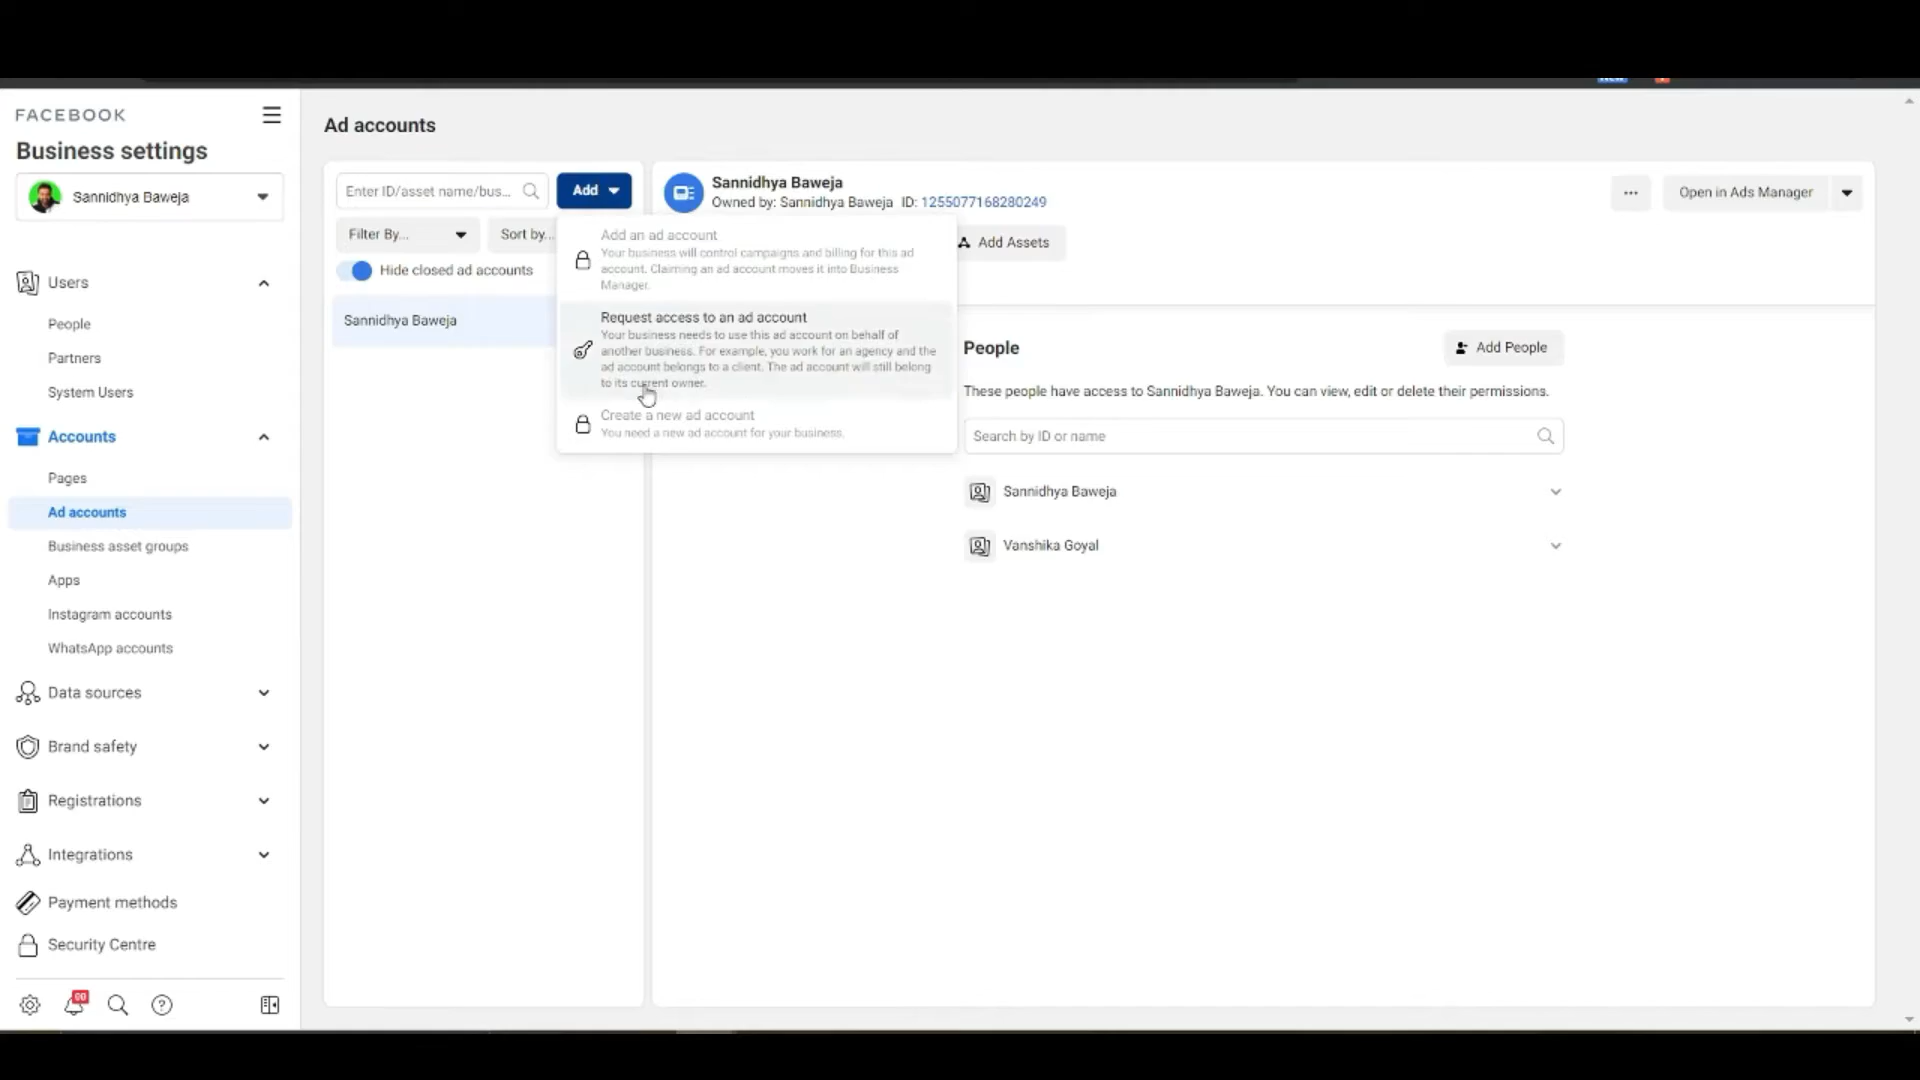 FACEBOOK
Business settings
Sannidhya Baweja
Users
People
Partners
System Users
Accounts
Pages
Ad accounts
Business asset groups
Apps
Instagram accounts
WhatsApp accounts
Data sources
Brand safety
Registrations
Integrations
Payment methods
Security Centre
Ad accounts
Enter ID/asset name/bus...
Add
Filter By...
Sort by...
Hide closed ad accounts
Sannidhya Baweja
Add an ad account
Your business will control campaigns and billing for this ad
account. Claiming an ad account moves it into Business
Manager.
Request access to an ad account
Your business needs to use this ad account on behalf of
another business. For example, you work for an agency and the
ad account belongs to a client. The ad account will still belong
to its current owner.
Create a new ad account
You need a new ad account for your business.
Sannidhya Baweja
Owned by: Sannidhya Baweja ID: 1255077168280249
...
Open in Ads Manager
Add Assets
People
Add People
These people have access to Sannidhya Baweja. You can view, edit or delete their permissions.
Search by ID or name
Sannidhya Baweja
Vanshika Goyal